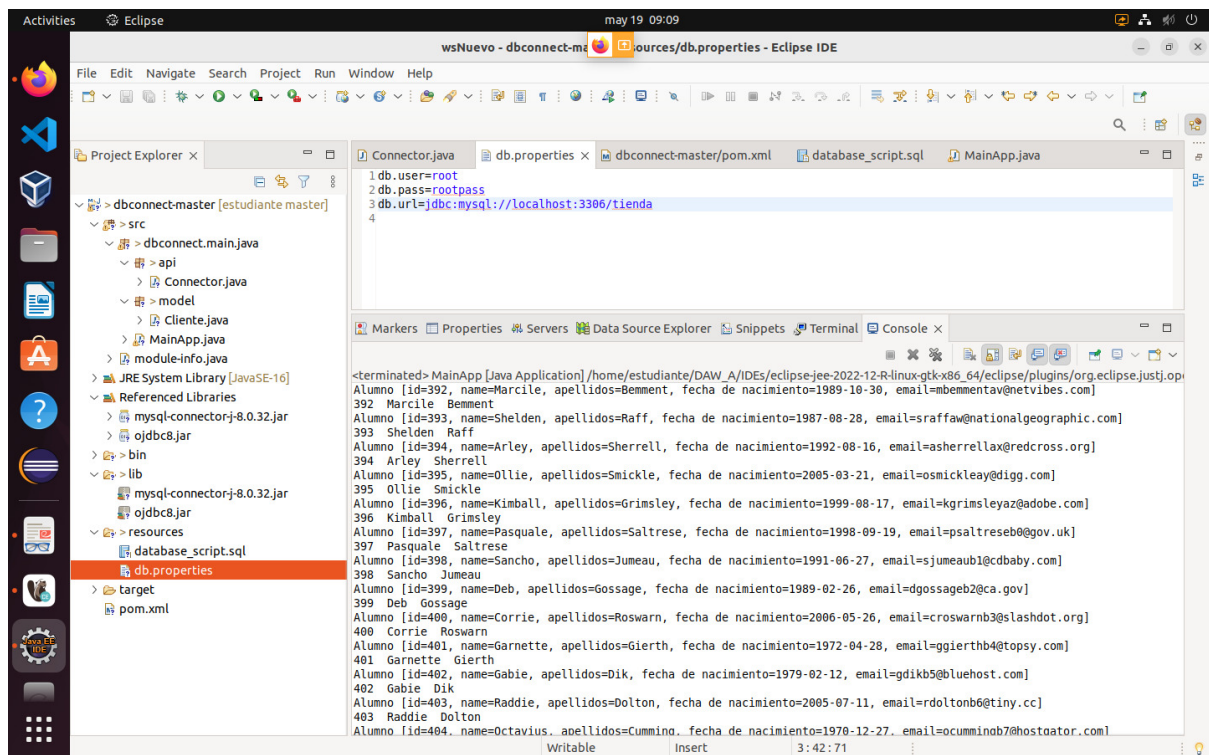 Activities Eclipse may 19 09:09
wsNuevo - dbconnect-ma ources/db.properties - Eclipse IDE
File Edit Navigate Search Project Run Window Help
Project Explorer
> dbconnect-master [estudiante master]
> src
> dbconnect.main.java
> api
> Connector.java
> model
> Cliente.java
> MainApp.java
> module-info.java
> JRE System Library [JavaSE-16]
> Referenced Libraries
> mysql-connector-j-8.0.32.jar
> ojdbc8.jar
> bin
> lib
mysql-connector-j-8.0.32.jar
ojdbc8.jar
> resources
database_script.sql
db.properties
> target
pom.xml
Java EE
IDE
Connector.java db.properties dbconnect-master/pom.xml database_script.sql MainApp.java
1 db.user=root
2 db.pass=rootpass
3 db.url=jdbc:mysql://localhost:3306/tienda
4
Markers Properties Servers Data Source Explorer Snippets Terminal Console
<terminated> MainApp [Java Application] /home/estudiante/DAW_A/IDEs/eclipse-jee-2022-12-R-linux-gtk-x86_64/eclipse/plugins/org.eclipse.justj.op
Alumno [id=392, name=Marcile, apellidos=Bemment, fecha de nacimiento=1989-10-30, email=mbemmentav@netvibes.com]
392 Marcile Bemment
Alumno [id=393, name=Shelden, apellidos=Raff, fecha de nacimiento=1987-08-28, email=sraffaw@nationalgeographic.com]
393 Shelden Raff
Alumno [id=394, name=Arley, apellidos=Sherrell, fecha de nacimiento=1992-08-16, email=asherrellax@redcross.org]
394 Arley Sherrell
Alumno [id=395, name=Ollie, apellidos=Smickle, fecha de nacimiento=2005-03-21, email=osmickleay@digg.com]
395 Ollie Smickle
Alumno [id=396, name=Kimball, apellidos=Grimsley, fecha de nacimiento=1999-08-17, email=kgrimsleyaz@adobe.com]
396 Kimball Grimsley
Alumno [id=397, name=Pasquale, apellidos=Saltrese, fecha de nacimiento=1998-09-19, email=psaltreseb0@gov.uk]
397 Pasquale Saltrese
Alumno [id=398, name=Sancho, apellidos=Jumeau, fecha de nacimiento=1991-06-27, email=sjumeaub1@cdbaby.com]
398 Sancho Jumeau
Alumno [id=399, name=Deb, apellidos=Gossage, fecha de nacimiento=1989-02-26, email=dgossageb2@ca.gov]
399 Deb Gossage
Alumno [id=400, name=Corrie, apellidos=Roswarn, fecha de nacimiento=2006-05-26, email=croswarnb3@slashdot.org]
400 Corrie Roswarn
Alumno [id=401, name=Garnette, apellidos=Gierth, fecha de nacimiento=1972-04-28, email=ggierthb4@topsy.com]
401 Garnette Gierth
Alumno [id=402, name=Gabie, apellidos=Dik, fecha de nacimiento=1979-02-12, email=gdikb5@bluehost.com]
402 Gabie Dik
Alumno [id=403, name=Raddie, apellidos=Dolton, fecha de nacimiento=2005-07-11, email=rdoltonb6@tiny.cc]
403 Raddie Dolton
Alumno [id=404, name=Octavius, apellidos=Cumming, fecha de nacimiento=1970-12-27, email=ocummingb7@hostgator.com]
Writable Insert 3:42:71